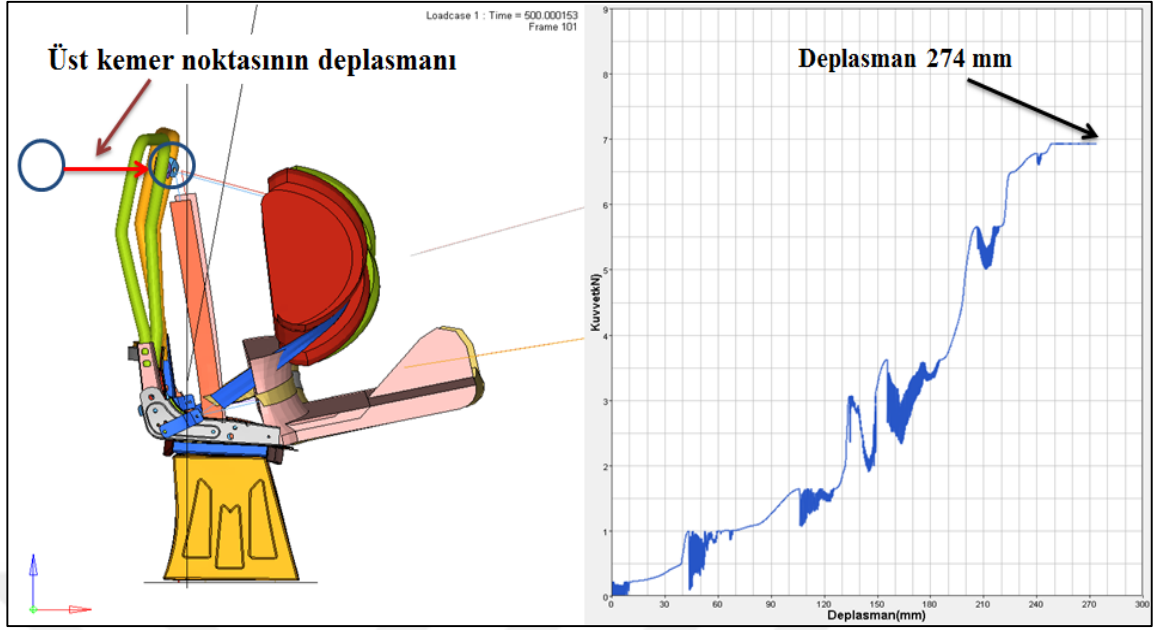 Loadcase 1 : Time = 500.000153
Frame 101
Üst kemer noktasının deplasmanı
Deplasman 274 mm
9
8
7
6
5
4
3
2
1
0
Kuvvet(kN)
0 30 60 90 120 150 180 210 240 270 300
Deplasman(mm)